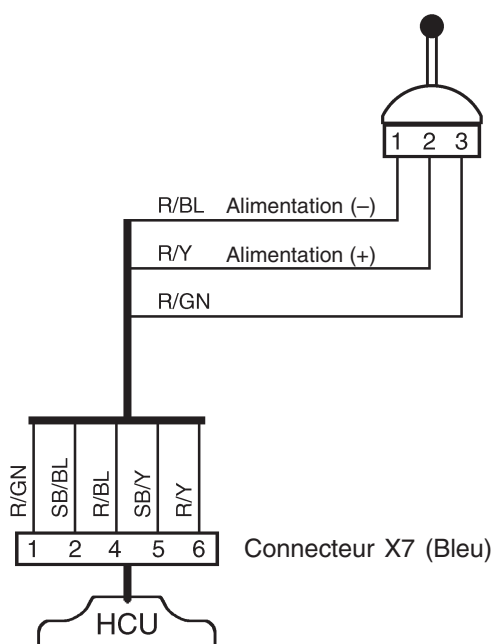 1 2 3
R/BL Alimentation (–)
R/Y Alimentation (+)
R/GN
R/GN SB/BL R/BL SB/Y R/Y
1 2 4 5 6 Connecteur X7 (Bleu)
HCU